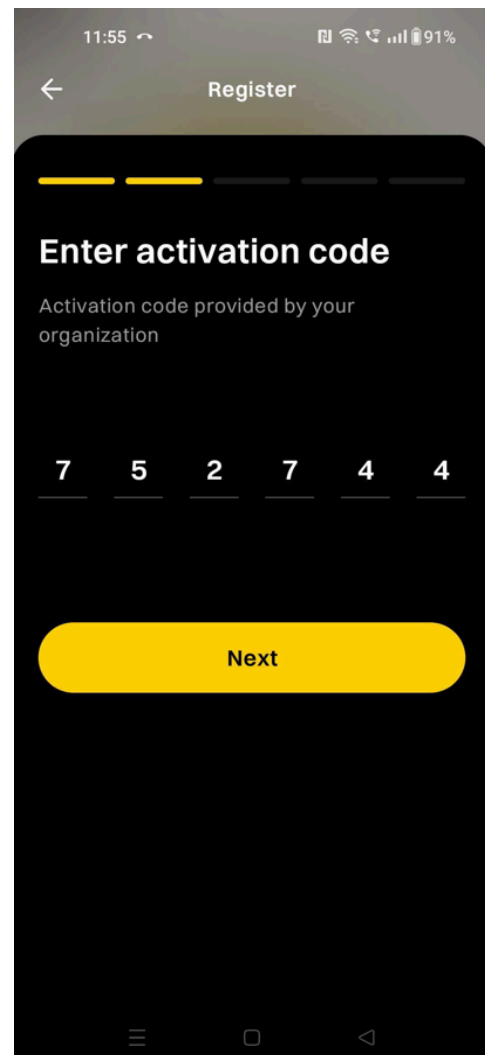 11:55 91%
Register
Enter activation code
Activation code provided by your
organization
7 5 2 7 4 4
Next